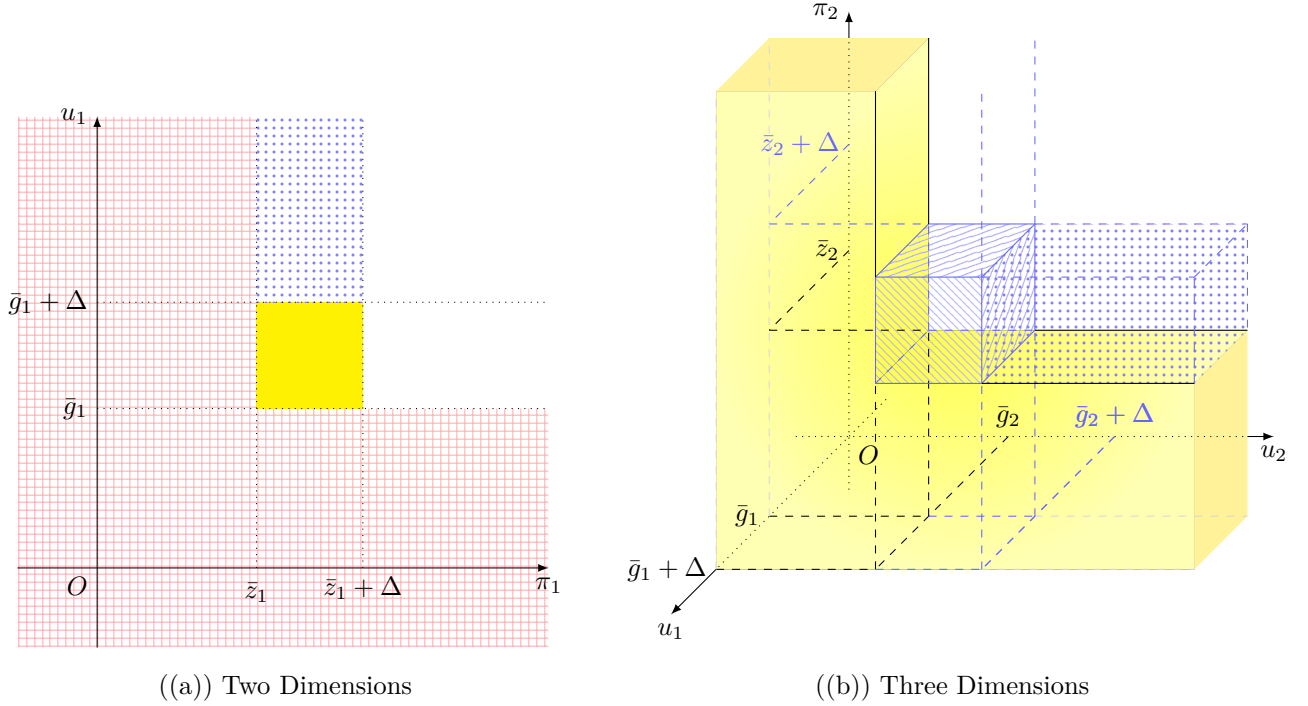 u₁
ḡ₁ + Δ
ḡ₁
O
z̄₁
z̄₁ + Δ
π₁
((a)) Two Dimensions
π₂
z̄₂ + Δ
z̄₂
ḡ₂
ḡ₂ + Δ
O
u₂
ḡ₁
ḡ₁ + Δ
u₁
((b)) Three Dimensions